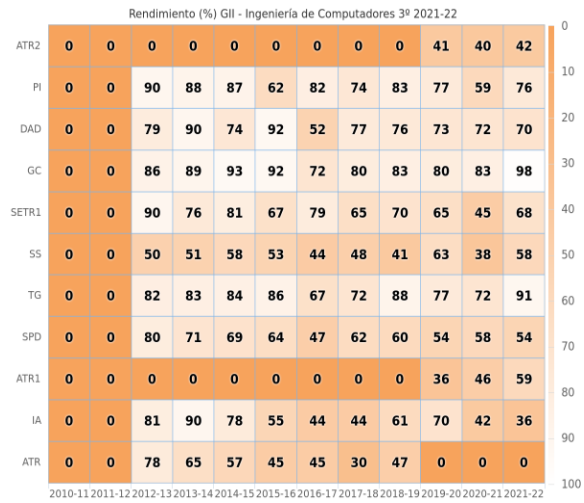 Rendimiento (%) GII - Ingeniería de Computadores 3º 2021-22
ATR2 0 0 0 0 0 0 0 0 0 41 40 42
PI 0 0 90 88 87 62 82 74 83 77 59 76
DAD 0 0 79 90 74 92 52 77 76 73 72 70
GC 0 0 86 89 93 92 72 80 83 80 83 98
SETR1 0 0 90 76 81 67 79 65 70 65 45 68
SS 0 0 50 51 58 53 44 48 41 63 38 58
TG 0 0 82 83 84 86 67 72 88 77 72 91
SPD 0 0 80 71 69 64 47 62 60 54 58 54
ATR1 0 0 0 0 0 0 0 0 0 36 46 59
IA 0 0 81 90 78 55 44 44 61 70 42 36
ATR 0 0 78 65 57 45 45 30 47 0 0 0
2010-11 2011-12 2012-13 2013-14 2014-15 2015-16 2016-17 2017-18 2018-19 2019-20 2020-21 2021-22
0
10
20
30
40
50
60
70
80
90
100